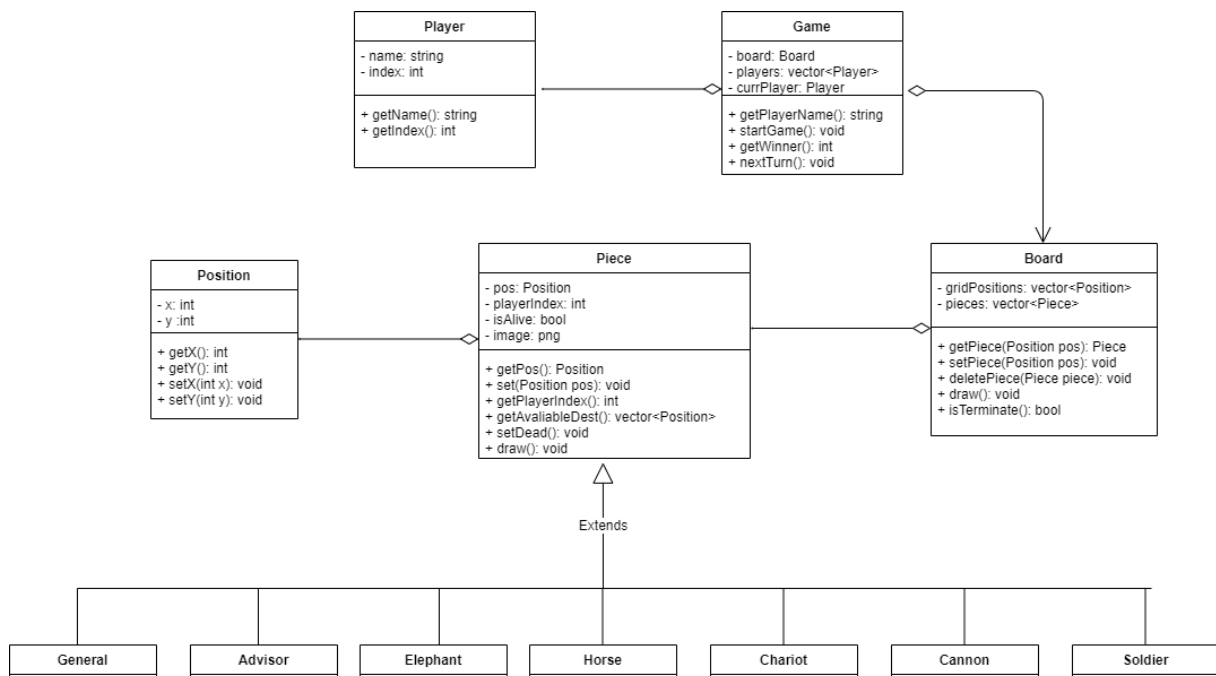 Player
- name: string
- index: int
+ getName(): string
+ getIndex(): int
Game
- board: Board
- players: vector<Player>
- currPlayer: Player
+ getPlayerName(): string
+ startGame(): void
+ getWinner(): int
+ nextTurn(): void
Position
- x: int
- y :int
+ getX(): int
+ getY(): int
+ setX(int x): void
+ setY(int y): void
Piece
- pos: Position
- playerIndex: int
- isAlive: bool
- image: png
+ getPos(): Position
+ set(Position pos): void
+ getPlayerIndex(): int
+ getAvaliableDest(): vector<Position>
+ setDead(): void
+ draw(): void
Board
- gridPositions: vector<Position>
- pieces: vector<Piece>
+ getPiece(Position pos): Piece
+ setPiece(Position pos): void
+ deletePiece(Piece piece): void
+ draw(): void
+ isTerminate(): bool
Extends
General
Advisor
Elephant
Horse
Chariot
Cannon
Soldier